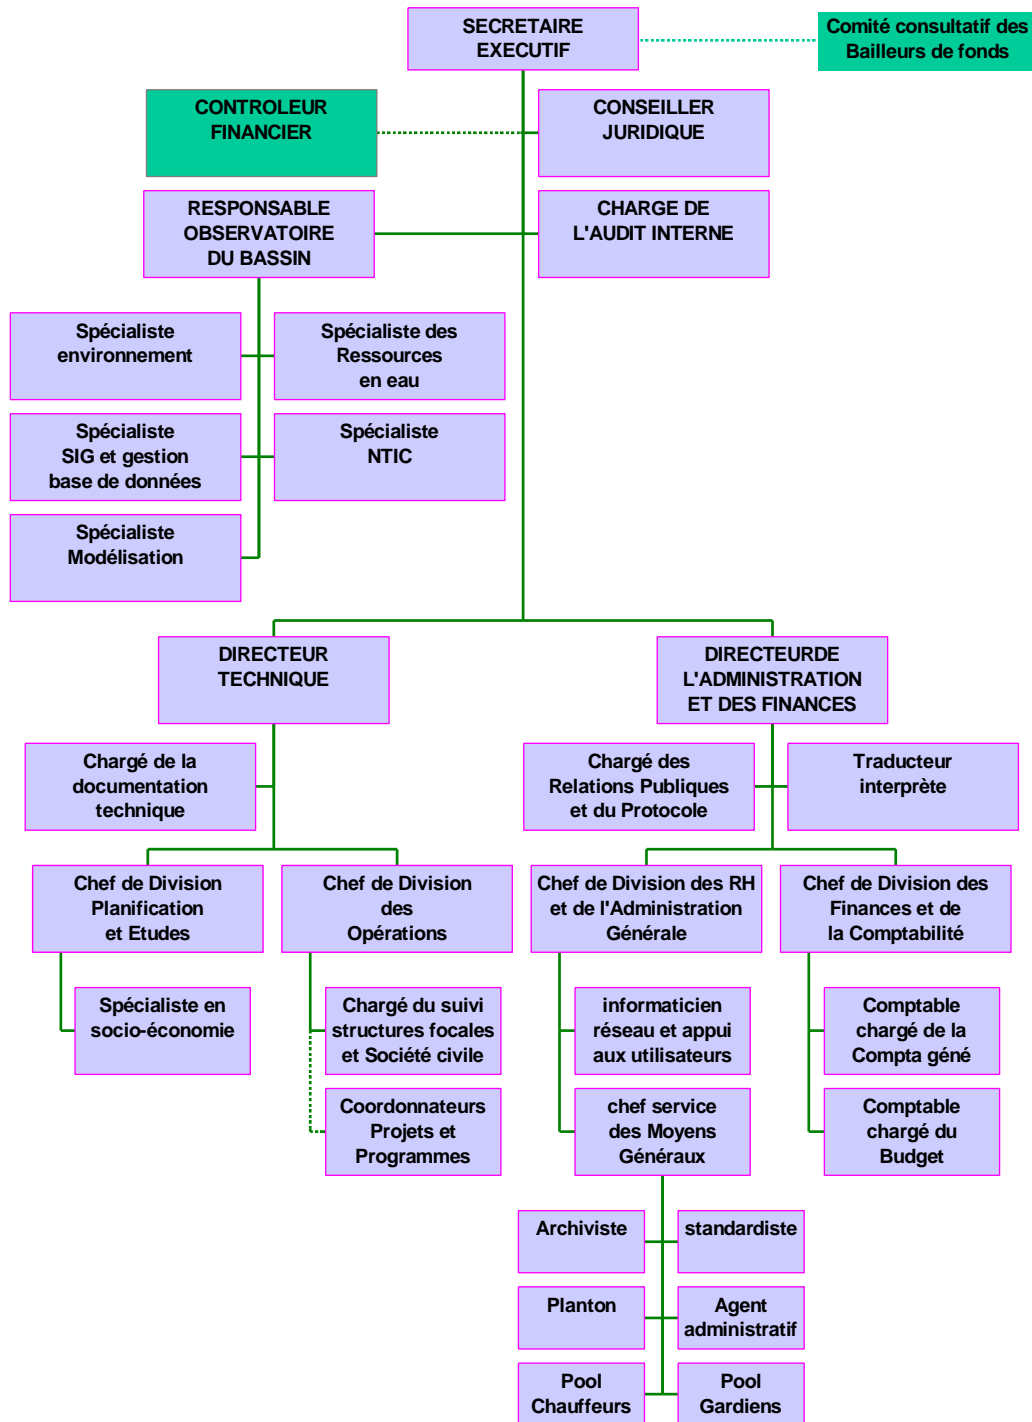 SECRETAIRE
EXECUTIF
Comité consultatif des
Bailleurs de fonds
CONTROLEUR
FINANCIER
CONSEILLER
JURIDIQUE
RESPONSABLE
OBSERVATOIRE
DU BASSIN
CHARGE DE
L'AUDIT INTERNE
Spécialiste
environnement
Spécialiste des
Ressources
en eau
Spécialiste
SIG et gestion
base de données
Spécialiste
NTIC
Spécialiste
Modélisation
DIRECTEUR
TECHNIQUE
DIRECTEURDE
L'ADMINISTRATION
ET DES FINANCES
Chargé de la
documentation
technique
Chargé des
Relations Publiques
et du Protocole
Traducteur
interprète
Chef de Division
Planification
et Etudes
Chef de Division
des
Opérations
Chef de Division des RH
et de l'Administration
Générale
Chef de Division des
Finances et de
la Comptabilité
Spécialiste en
socio-économie
Chargé du suivi
structures focales
et Société civile
informaticien
réseau et appui
aux utilisateurs
Comptable
chargé de la
Compta géné
Coordonnateurs
Projets et
Programmes
chef service
des Moyens
Généraux
Comptable
chargé du
Budget
Archiviste
standardiste
Planton
Agent
administratif
Pool
Chauffeurs
Pool
Gardiens